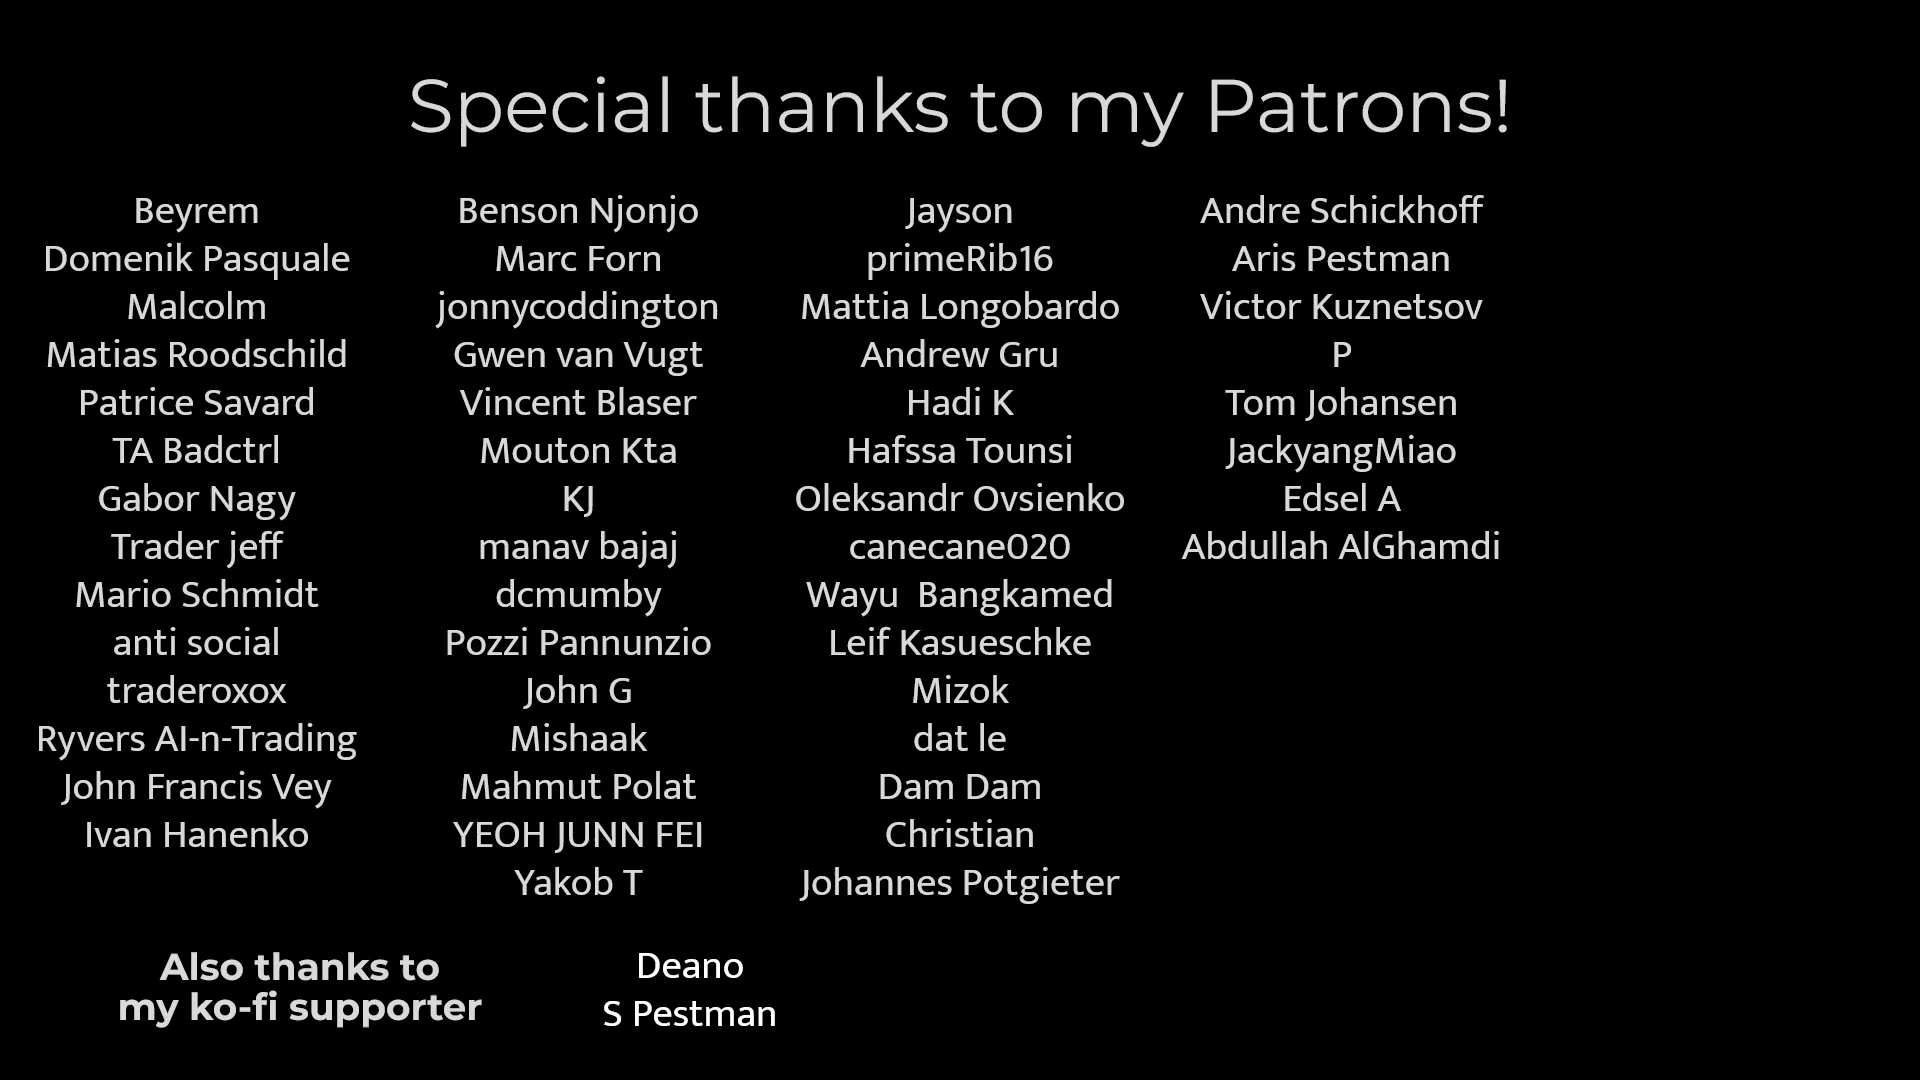 Special thanks to my Patrons!
Beyrem
Domenik Pasquale
Malcolm
Matias Roodschild
Patrice Savard
TA Badctrl
Gabor Nagy
Trader jeff
Mario Schmidt
anti social
traderoxox
Ryvers AI-n-Trading
John Francis Vey
Ivan Hanenko
Benson Njonjo
Marc Forn
jonnycoddington
Gwen van Vugt
Vincent Blaser
Mouton Kta
KJ
manav bajaj
dcmumby
Pozzi Pannunzio
John G
Mishaak
Mahmut Polat
YEOH JUNN FEI
Yakob T
Jayson
primeRib16
Mattia Longobardo
Andrew Gru
Hadi K
Hafssa Tounsi
Oleksandr Ovsienko
canecane020
Wayu  Bangkamed
Leif Kasueschke
Mizok
dat le
Dam Dam
Christian
Johannes Potgieter
Andre Schickhoff
Aris Pestman
Victor Kuznetsov
P
Tom Johansen
JackyangMiao
Edsel A
Abdullah AlGhamdi
Also thanks to
my ko-fi supporter
Deano
S Pestman